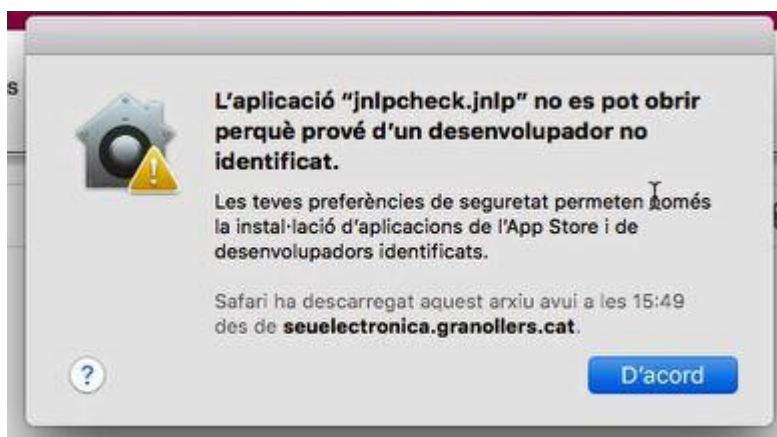 s
L'aplicació “jnlpcheck.jnlp” no es pot obrir
perquè prové d'un desenvolupador no
identificat.
Les teves preferències de seguretat permeten només
la instal·lació d'aplicacions de l'App Store i de
desenvolupadors identificats.
Safari ha descarregat aquest arxiu avui a les 15:49
des de seuelectronica.granollers.cat.
?
D'acord